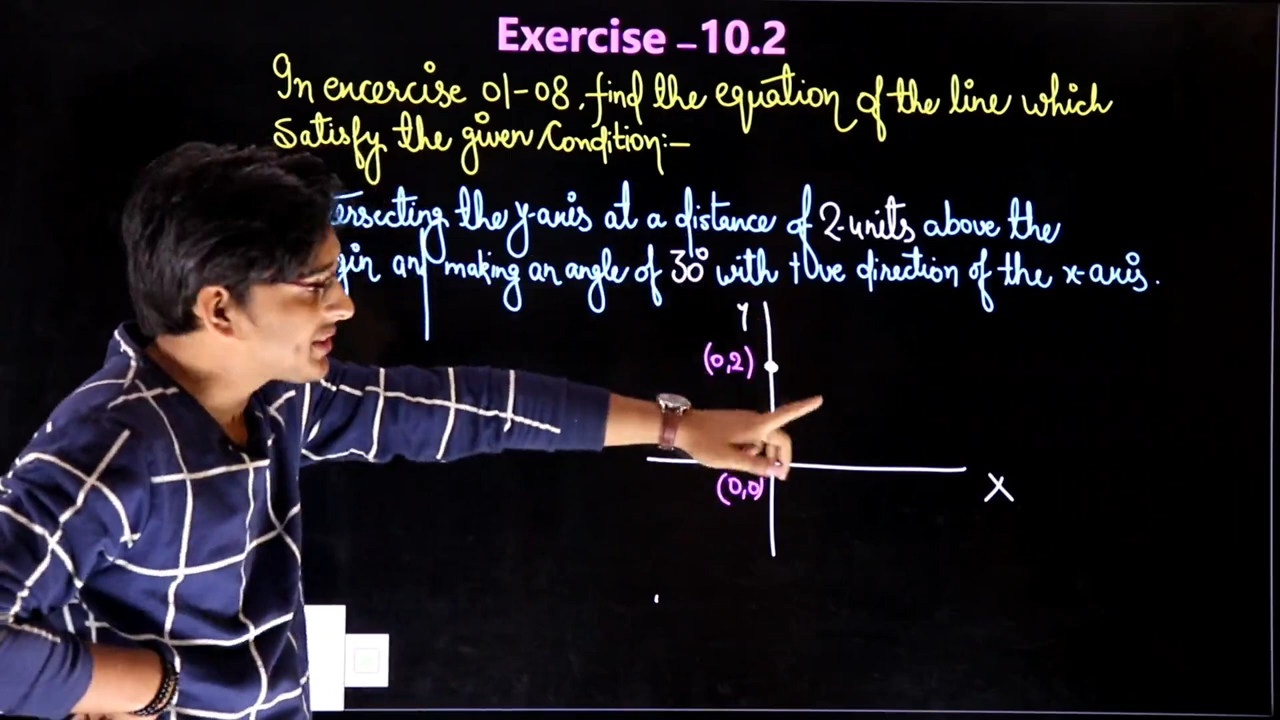 Exercise – 10.2
In encercise 01-08, find the equation of the line which
Satisfy the given Condition:-
the y-axis at a distance of 2-units above the
making an angle of 30° with +ve direction of the x-axis.
Y
(0,2)
(0,0)
X